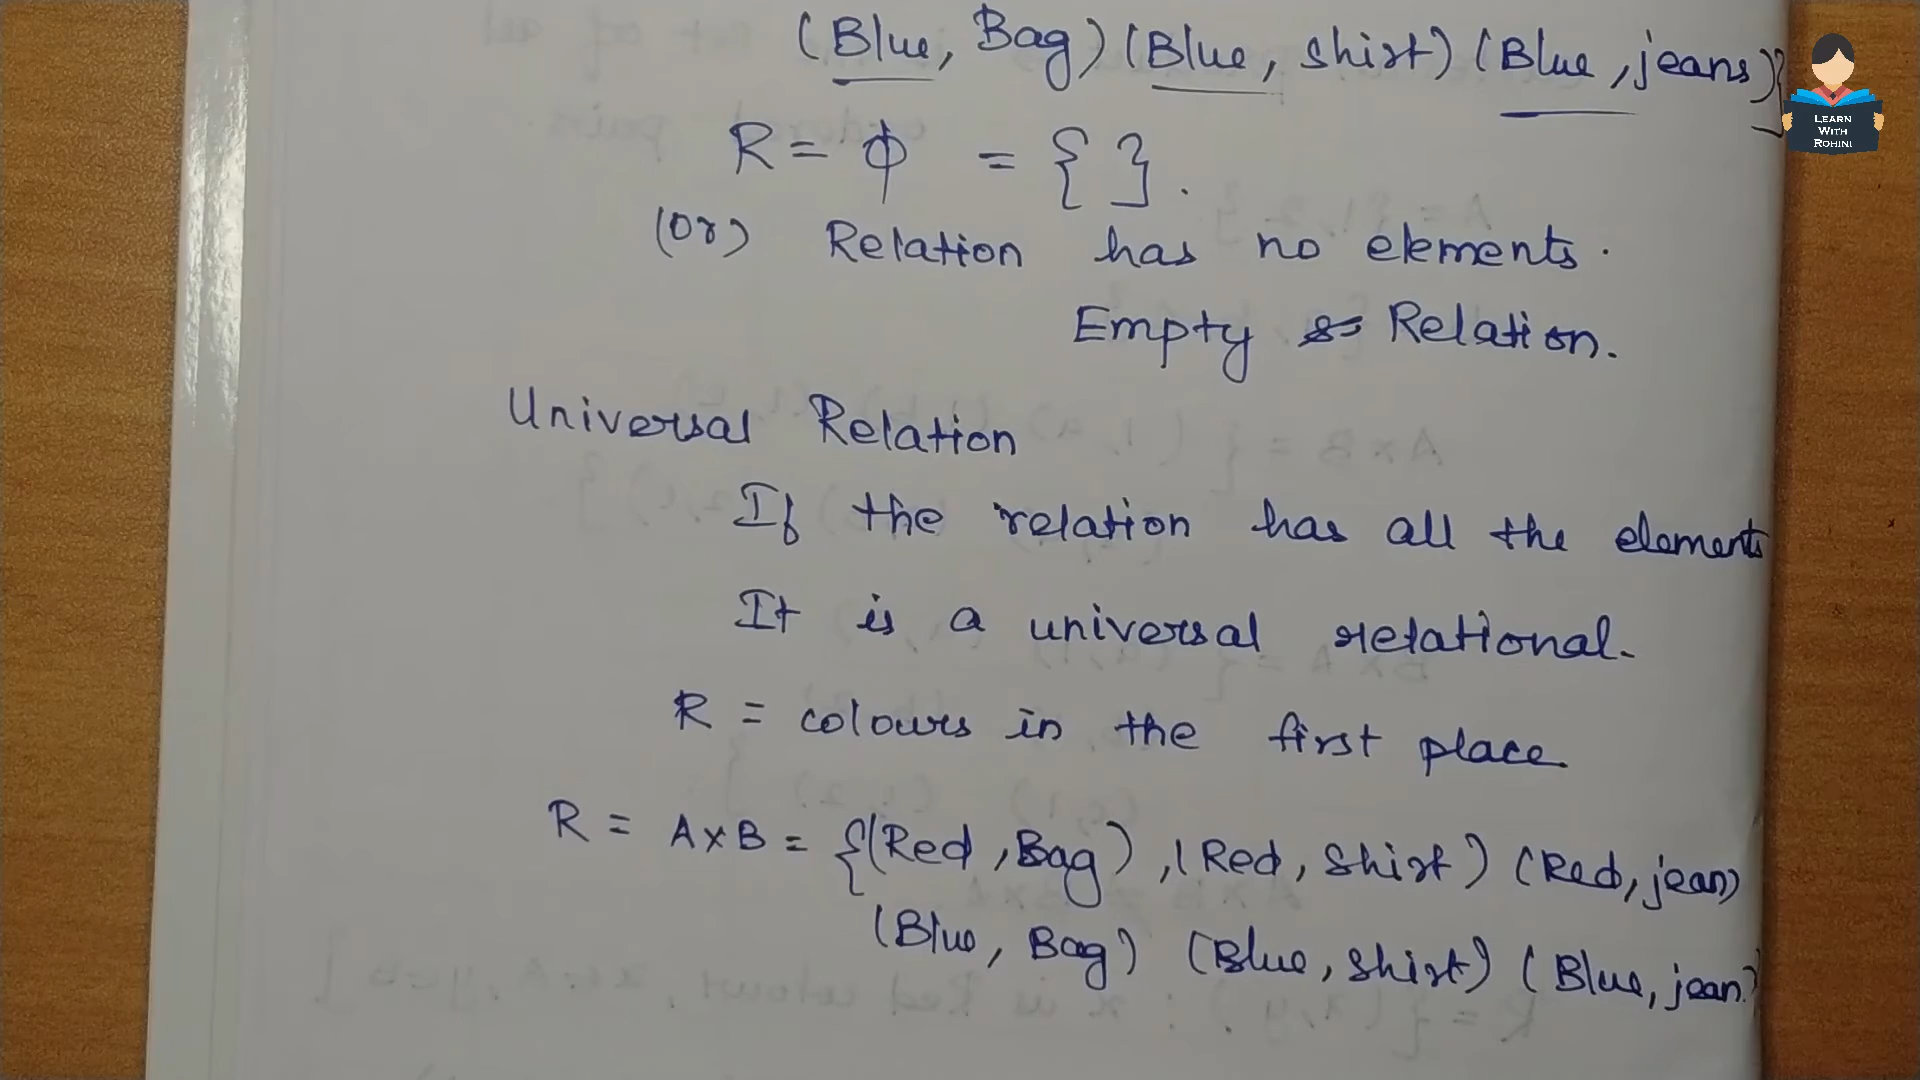 (Blue, Bag) (Blue, shirt) (Blue, jeans)}
LEARN
WITH
ROHINI
R = ϕ = { }.
(Or) Relation has no elements.
Empty Relation.
Universal Relation
If the relation has all the elements
It is a universal relational.
R = colours in the first place
R = A×B = {(Red, Bag), (Red, Shirt) (Red, jean)
(Blue, Bag) (Blue, Shirt) (Blue, jean)